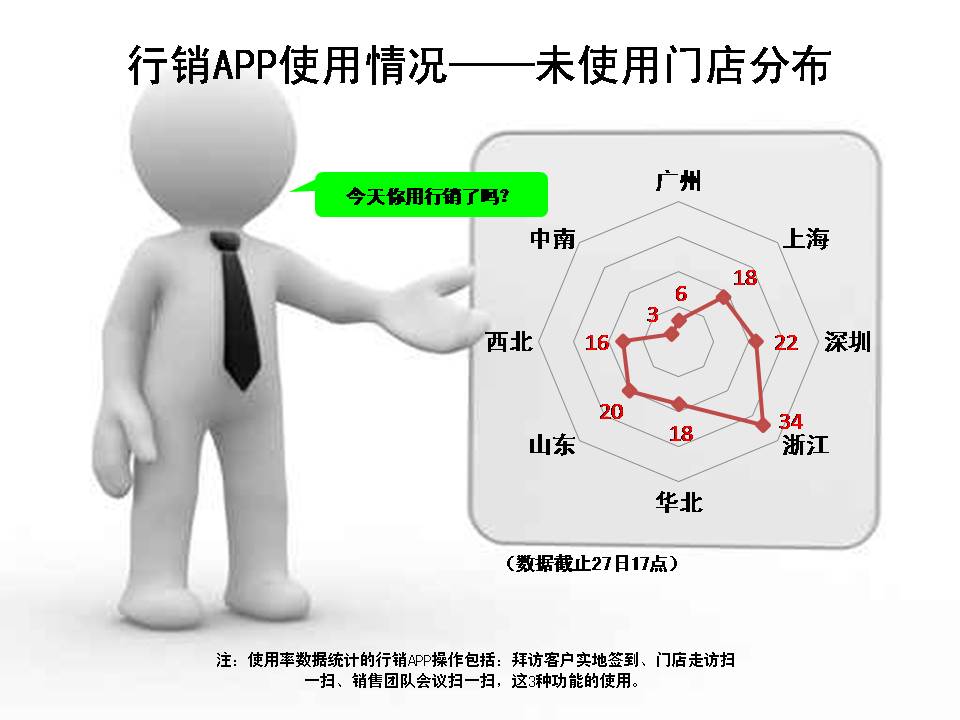 行销APP使用情况——未使用门店分布
今天你用行销了吗?
广州
中南
上海
18
6
3
西北
16
22
深圳
20
34
18
山东
浙江
华北
（数据截止27日17点）
注：使用率数据统计的行销APP操作包括：拜访客户实地签到、门店走访扫
一扫、销售团队会议扫一扫，这3种功能的使用。